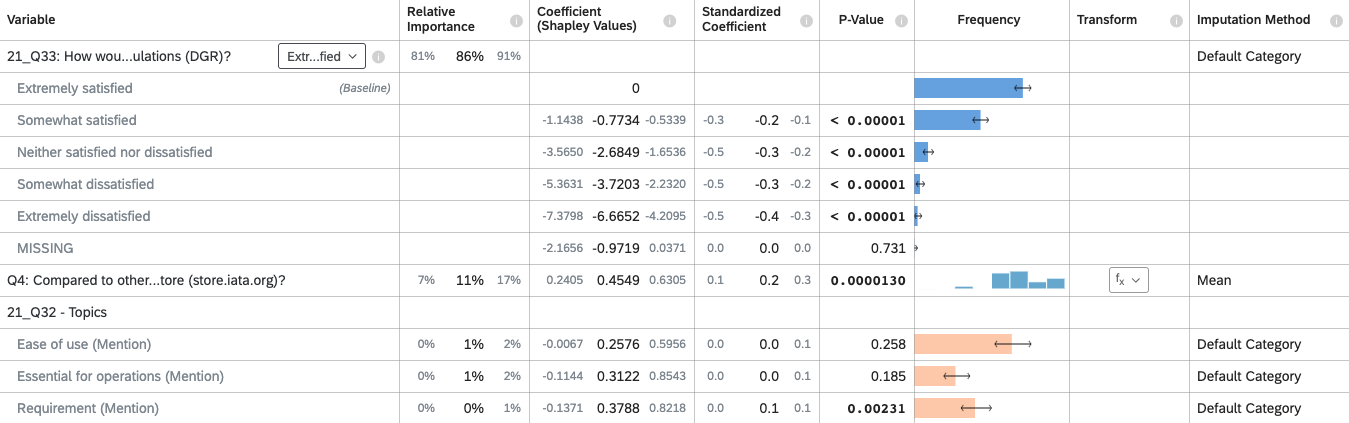 Variable Relative Importance Coefficient (Shapley Values) Standardized Coefficient P-Value Frequency Transform Imputation Method
21_Q33: How wou...ulations (DGR)? Extr...fied 81% 86% 91% Default Category
Extremely satisfied (Baseline) 0
Somewhat satisfied -1.1438 -0.7734 -0.5339 -0.3 -0.2 -0.1 < 0.00001
Neither satisfied nor dissatisfied -3.5650 -2.6849 -1.6536 -0.5 -0.3 -0.2 < 0.00001
Somewhat dissatisfied -5.3631 -3.7203 -2.2320 -0.5 -0.3 -0.2 < 0.00001
Extremely dissatisfied -7.3798 -6.6652 -4.2095 -0.5 -0.4 -0.3 < 0.00001
MISSING -2.1656 -0.9719 0.0371 0.0 0.0 0.0 0.731
Q4: Compared to other...tore (store.iata.org)? 7% 11% 17% 0.2405 0.4549 0.6305 0.1 0.2 0.3 0.0000130 fx Mean
21_Q32 - Topics
Ease of use (Mention) 0% 1% 2% -0.0067 0.2576 0.5956 0.0 0.0 0.1 0.258 Default Category
Essential for operations (Mention) 0% 1% 2% -0.1144 0.3122 0.8543 0.0 0.0 0.1 0.185 Default Category
Requirement (Mention) 0% 0% 1% -0.1371 0.3788 0.8218 0.0 0.1 0.1 0.00231 Default Category